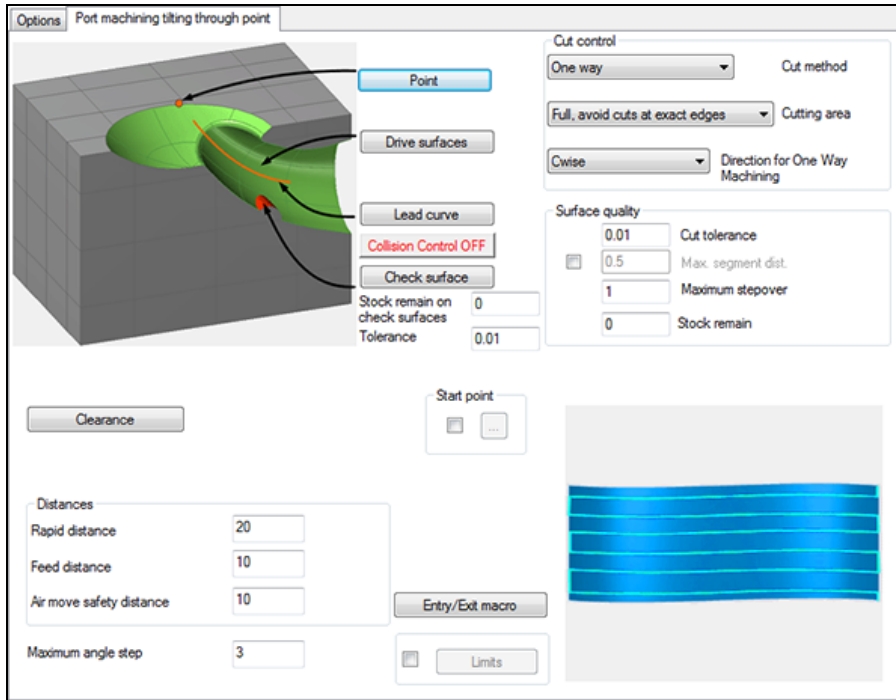 Options
Port machining tilting through point
Point
Drive surfaces
Lead curve
Collision Control OFF
Check surface
Stock remain on
check surfaces
0
Tolerance
0.01
Cut control
One way
Cut method
Full, avoid cuts at exact edges
Cutting area
Cwise
Direction for One Way
Machining
Surface quality
0.01
Cut tolerance
0.5
Max. segment dist.
1
Maximum stepover
0
Stock remain
Clearance
Start point
...
Distances
Rapid distance
20
Feed distance
10
Air move safety distance
10
Entry/Exit macro
Maximum angle step
3
Limits